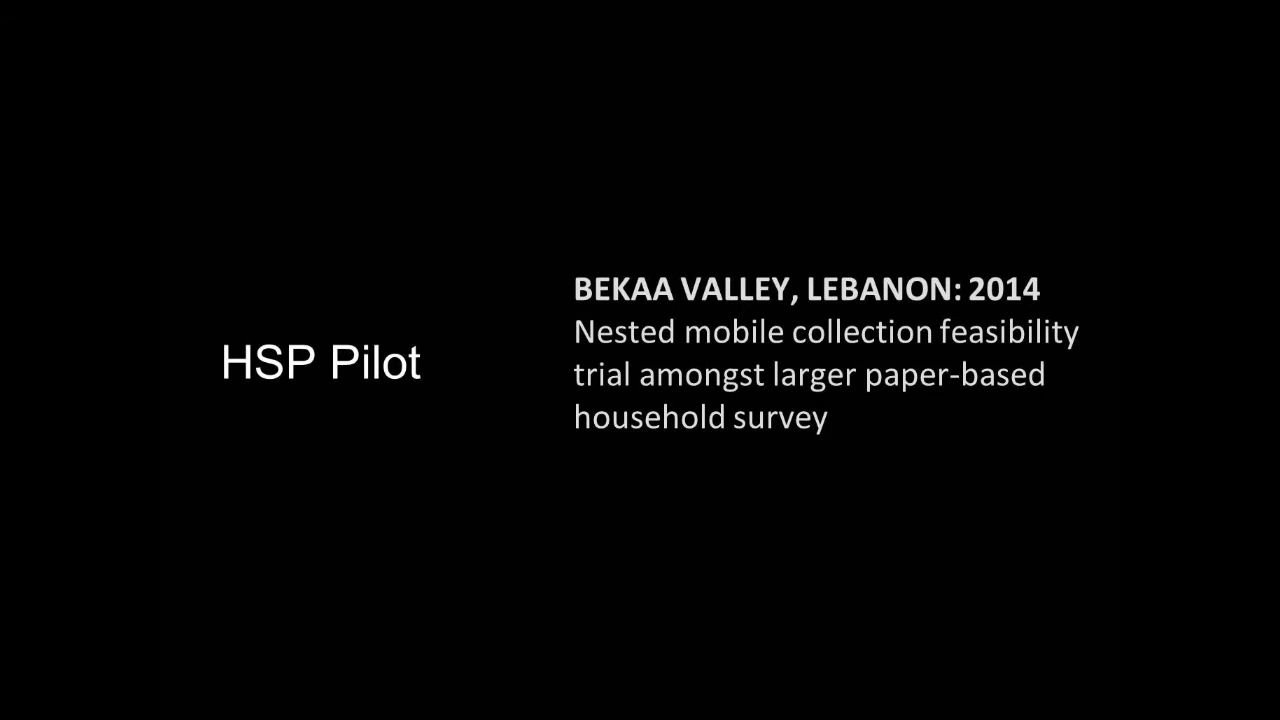 HSP Pilot
BEKAA VALLEY, LEBANON: 2014
Nested mobile collection feasibility
trial amongst larger paper-based
household survey